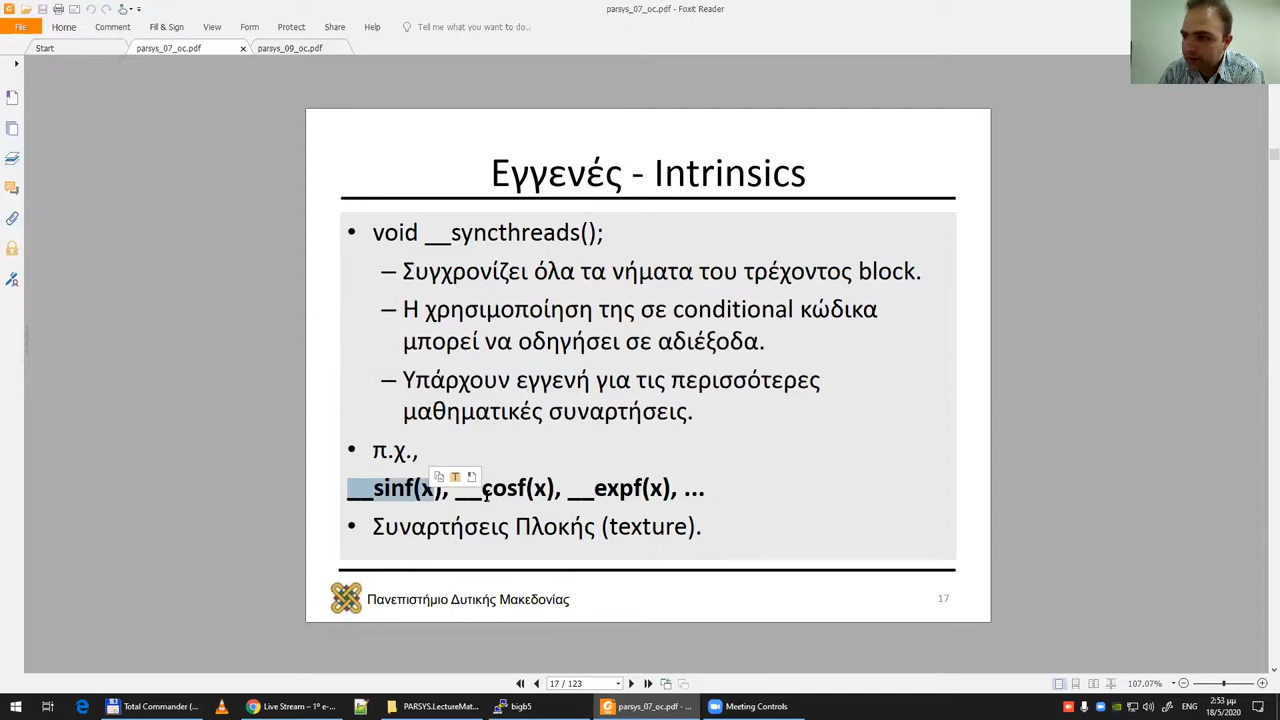 parsys_07_oc.pdf - Foxit Reader
File Home Comment Fill & Sign View Form Protect Share Help Tell me what you want to do..
Start parsys_07_oc.pdf parsys_09_oc.pdf
Εγγενές - Intrinsics
• void __syncthreads();
– Συγχρονίζει όλα τα νήματα του τρέχοντος block.
– Η χρησιμοποίηση της σε conditional κώδικα
μπορεί να οδηγήσει σε αδιέξοδα.
– Υπάρχουν εγγενή για τις περισσότερες
μαθηματικές συναρτήσεις.
• π.χ.,
__sinf(x), __cosf(x), __expf(x), ...
• Συναρτήσεις Πλοκής (texture).
Πανεπιστήμιο Δυτικής Μακεδονίας
17
17 / 123
107.07%
Total Commander (... Live Stream – 1º e-... PARSYS.LectureMat... bigb5 parsys_07_oc.pdf - ... Meeting Controls
ENG 2:53 μμ
18/5/2020